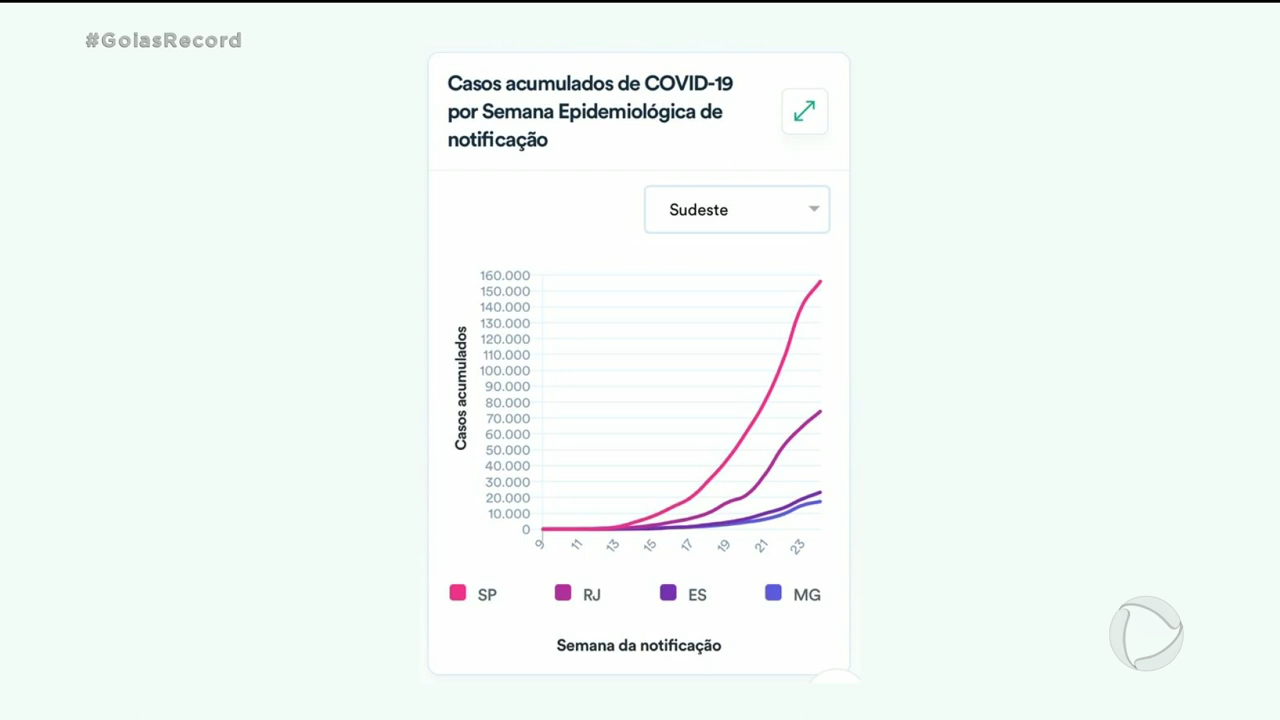 #GolasRecord
Casos acumulados de COVID-19
por Semana Epidemiológica de
notificação
Sudeste
Casos acumulados
160.000
150.000
140.000
130.000
120.000
110.000
100.000
90.000
80.000
70.000
60.000
50.000
40.000
30.000
20.000
10.000
0
9 11 13 15 17 19 21 23
SP RJ ES MG
Semana da notificação